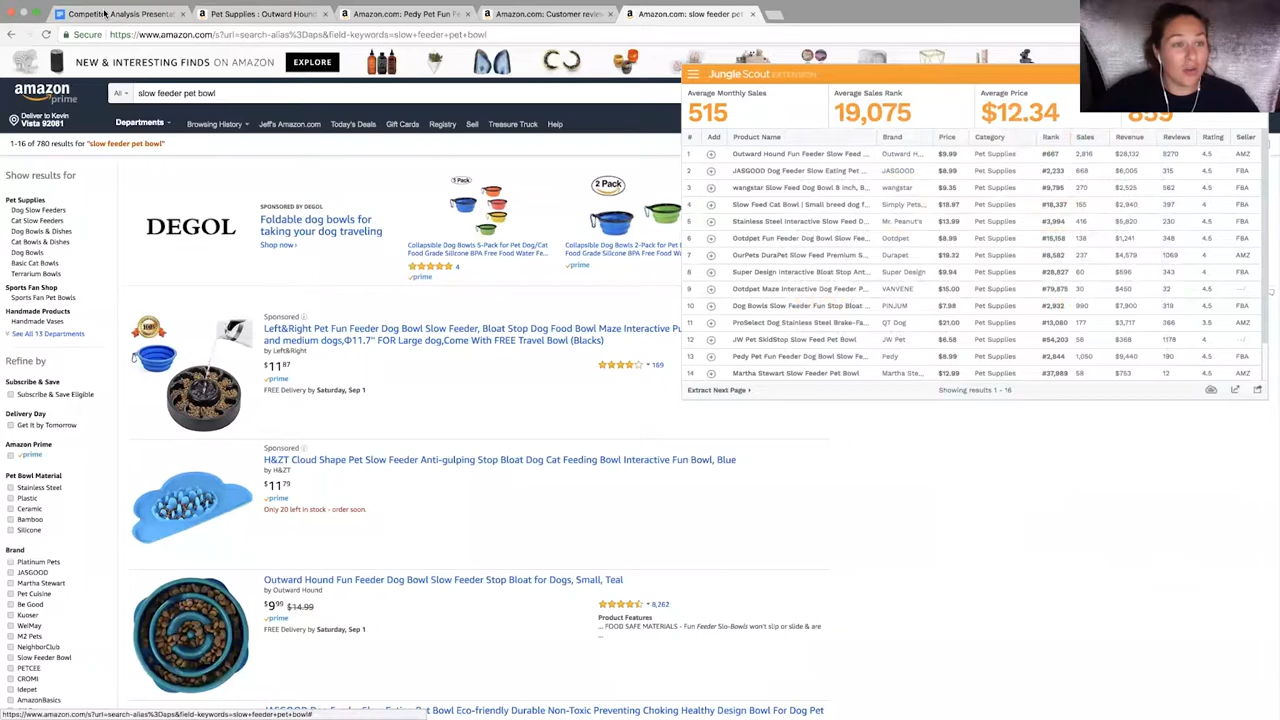 Competitive Analysis Presentat
Pet Supplies : Outward Hound
Amazon.com: Pedy Pet Fun Fe
Amazon.com: Customer review
Amazon.com: slow feeder pet
Secure
https://www.amazon.com/s?url=search-alias%3Daps&field-keywords=slow+feeder+pet+bowl
NEW & INTERESTING FINDS ON AMAZON EXPLORE
amazon prime
All
slow feeder pet bowl
Deliver to Kevin
Vista 92081
Departments
Browsing History
Jeff's Amazon.com
Today's Deals
Gift Cards
Registry
Sell
Treasure Truck
Help
1-16 of 780 results for "slow feeder pet bowl"
Show results for
Pet Supplies
Dog Slow Feeders
Cat Slow Feeders
Dog Bowls & Dishes
Cat Bowls & Dishes
Dog Bowls
Basic Cat Bowls
Terrarium Bowls
Sports Fan Shop
Sports Fan Pet Bowls
Handmade Products
Handmade Vases
See All 13 Departments
Refine by
Subscribe & Save
Subscribe & Save Eligible
Delivery Day
Get It by Tomorrow
Amazon Prime
prime
Pet Bowl Material
Stainless Steel
Plastic
Ceramic
Bamboo
Silicone
Brand
Platinum Pets
JASGOOD
Martha Stewart
Pet Cuisine
Be Good
Kuoser
WeiMay
M2 Pets
NeighborClub
Slow Feeder Bowl
PETCEE
CROMI
Idepet
AmazonBasics
https://www.amazon.com/s?url=search-alias%3Daps&field-keywords=slow+feeder+pet+bowl#
DEGOL
SPONSORED BY DEGOL
Foldable dog bowls for
taking your dog traveling
Shop now ›
5 Pack
Collapsible Dog Bowls 5-Pack for Pet Dog/Cat
Food Grade Silicone BPA Free Food Water Fe...
4
prime
2 Pack
Collapsible Dog Bowls 2-Pack for Pet D
Food Grade Silicone BPA Free Food W
prime
100%
Sponsored
Left&Right Pet Fun Feeder Dog Bowl Slow Feeder, Bloat Stop Dog Food Bowl Maze Interactive Pu
and medium dogs,Φ11.7" FOR Large dog,Come With FREE Travel Bowl (Blacks)
by Left&Right
$11 87
prime
FREE Delivery by Saturday, Sep 1
169
Sponsored
H&ZT Cloud Shape Pet Slow Feeder Anti-gulping Stop Bloat Dog Cat Feeding Bowl Interactive Fun Bowl, Blue
by H&ZT
$11 79
prime
Only 20 left in stock - order soon.
Outward Hound Fun Feeder Dog Bowl Slow Feeder Stop Bloat for Dogs, Small, Teal
by Outward Hound
$9 99 $14.99
prime
FREE Delivery by Saturday, Sep 1
8,262
Product Features
... FOOD SAFE MATERIALS - Fun Feeder Slo-Bowls won't slip or slide & are
...
JASGOOD Dog Feeder Slow Eating Pet Bowl Eco-friendly Durable Non-Toxic Preventing Choking Healthy Design Bowl For Dog Pet
Jungle Scout EXTENSION
Average Monthly Sales
515
Average Sales Rank
19,075
Average Price
$12.34
859
# Add Product Name Brand Price Category Rank Sales Revenue Reviews Rating Seller
1 Outward Hound Fun Feeder Slow Feed ... Outward H... $9.99 Pet Supplies #667 2,816 $28,132 8270 4.5 AMZ
2 JASGOOD Dog Feeder Slow Eating Pet ... JASGOOD $8.99 Pet Supplies #2,233 668 $6,005 315 4.5 FBA
3 wangstar Slow Feed Dog Bowl 8 inch, B... wangstar $9.35 Pet Supplies #9,795 270 $2,525 562 4.5 FBA
4 Slow Feed Cat Bowl | Small breed dog f... Simply Pets... $18.97 Pet Supplies #18,337 155 $2,940 397 4 FBA
5 Stainless Steel Interactive Slow Feed D... Mr. Peanut's $13.99 Pet Supplies #3,994 416 $5,820 230 4.5 FBA
6 Ootdpet Fun Feeder Dog Bowl Slow Fee... Ootdpet $8.99 Pet Supplies #15,158 138 $1,241 348 4.5 FBA
7 OurPets DuraPet Slow Feed Premium S... Durapet $19.32 Pet Supplies #8,582 237 $4,579 1069 4 AMZ
8 Super Design Interactive Bloat Stop Ant... Super Design $9.94 Pet Supplies #28,827 60 $596 343 4 FBA
9 Ootdpet Maze Interactive Dog Feeder P... VANVENE $15.00 Pet Supplies #79,875 30 $450 32 4.5 --/
10 Dog Bowls Slow Feeder Fun Stop Bloat ... PINJUM $7.98 Pet Supplies #2,932 990 $7,900 319 4.5 FBA
11 ProSelect Dog Stainless Steel Brake-Fa... QT Dog $21.00 Pet Supplies #13,080 177 $3,717 366 3.5 AMZ
12 JW Pet SkidStop Slow Feed Pet Bowl JW Pet $6.58 Pet Supplies #54,203 56 $368 1178 4 --/
13 Pedy Pet Fun Feeder Dog Bowl Slow Fe... Pedy $8.99 Pet Supplies #2,844 1,050 $9,440 190 4 FBA
14 Martha Stewart Slow Feeder Pet Bowl Martha Ste... $12.99 Pet Supplies #37,989 58 $753 12 4.5 AMZ
Extract Next Page ›
Showing results 1 - 16